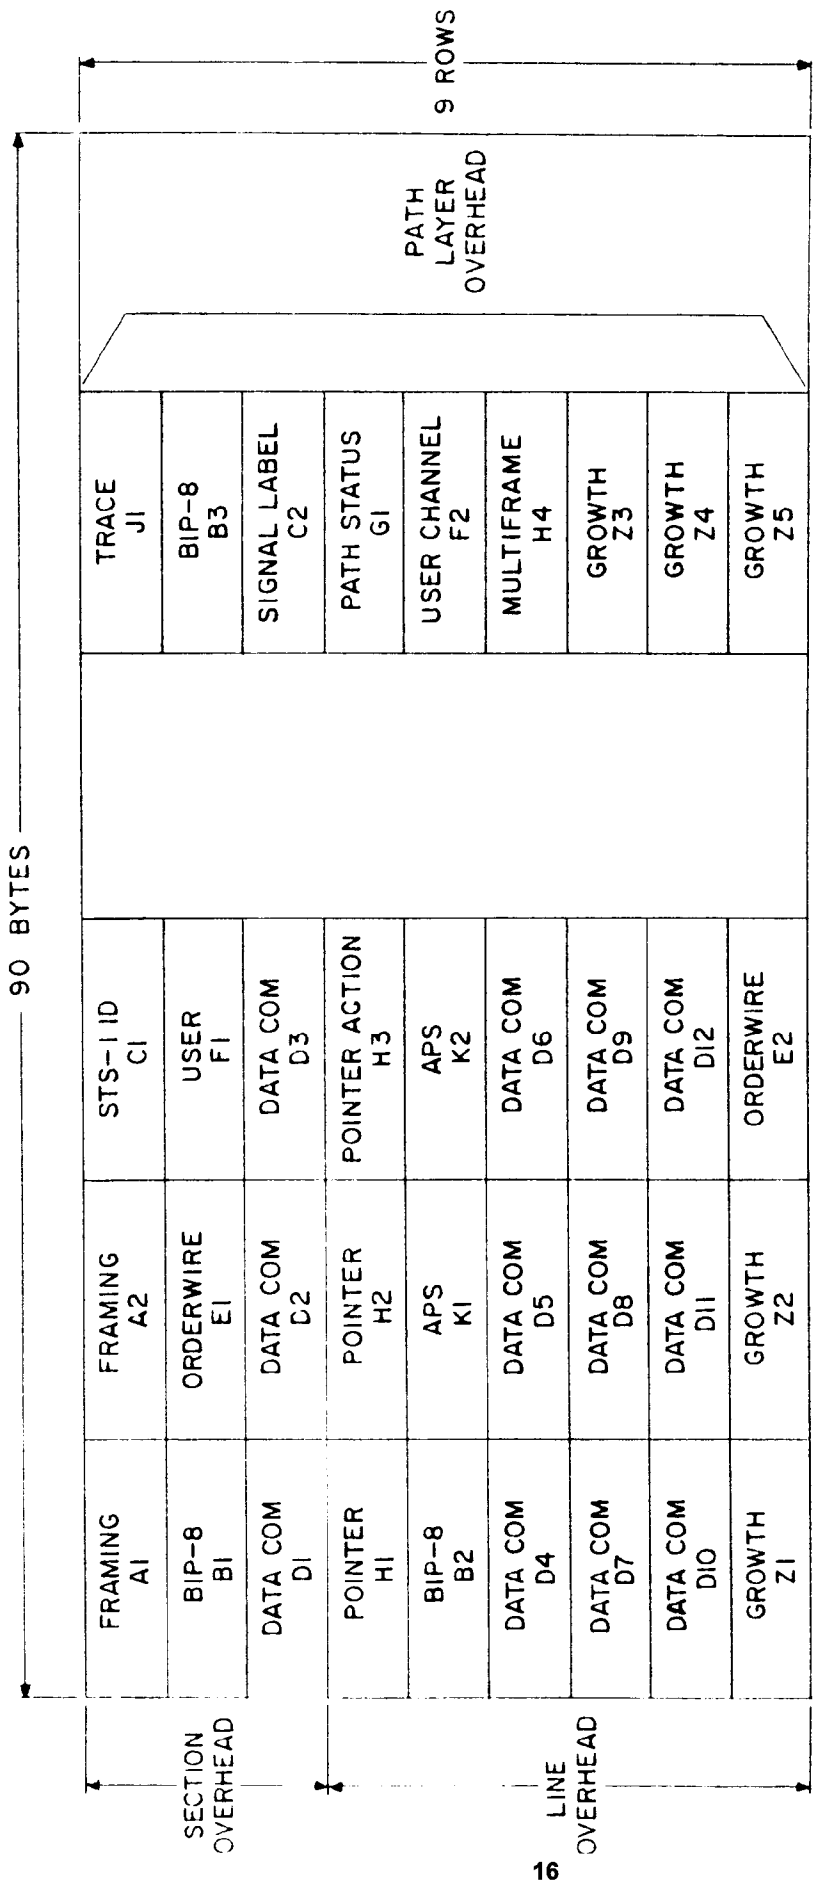 90 BYTES
9 ROWS
SECTION
OVERHEAD
LINE
OVERHEAD
FRAMING
A1
FRAMING
A2
STS-1 ID
C1
TRACE
J1
BIP-8
B1
ORDERWIRE
E1
USER
F1
BIP-8
B3
DATA COM
D1
DATA COM
D2
DATA COM
D3
SIGNAL LABEL
C2
POINTER
H1
POINTER
H2
POINTER ACTION
H3
PATH STATUS
G1
BIP-8
B2
APS
K1
APS
K2
USER CHANNEL
F2
DATA COM
D4
DATA COM
D5
DATA COM
D6
MULTIFRAME
H4
DATA COM
D7
DATA COM
D8
DATA COM
D9
GROWTH
Z3
DATA COM
D10
DATA COM
D11
DATA COM
D12
GROWTH
Z4
GROWTH
Z1
GROWTH
Z2
ORDERWIRE
E2
GROWTH
Z5
PATH
LAYER
OVERHEAD
16